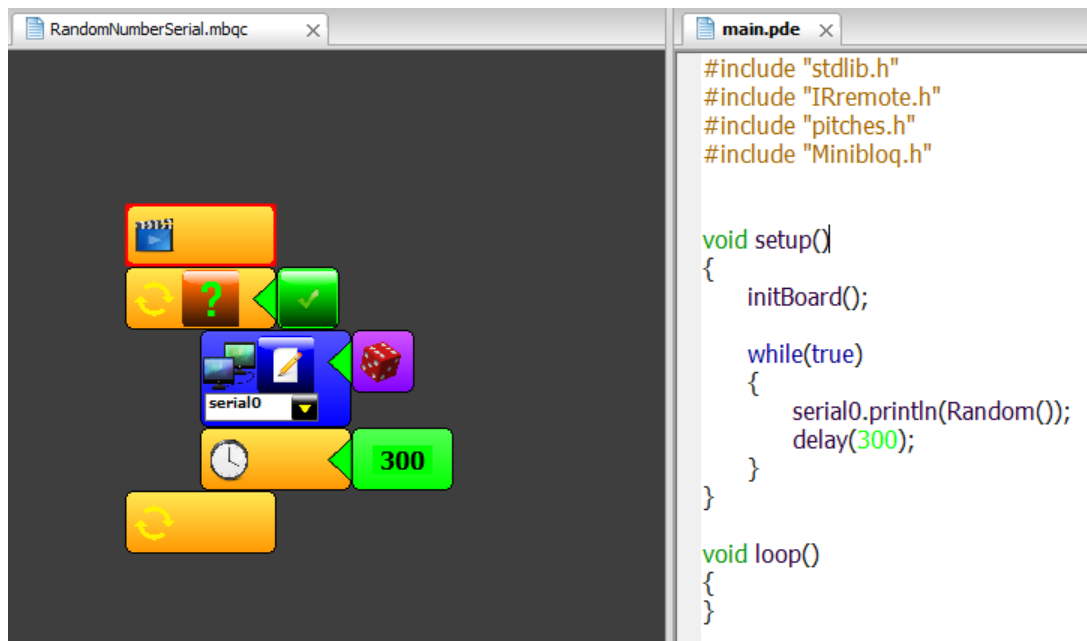 RandomNumberSerial.mbqc
serial0
300
main.pde
#include "stdlib.h"
#include "IRremote.h"
#include "pitches.h"
#include "Minibloq.h"
void setup()
{
initBoard();
while(true)
{
serial0.println(Random());
delay(300);
}
}
void loop()
{
}